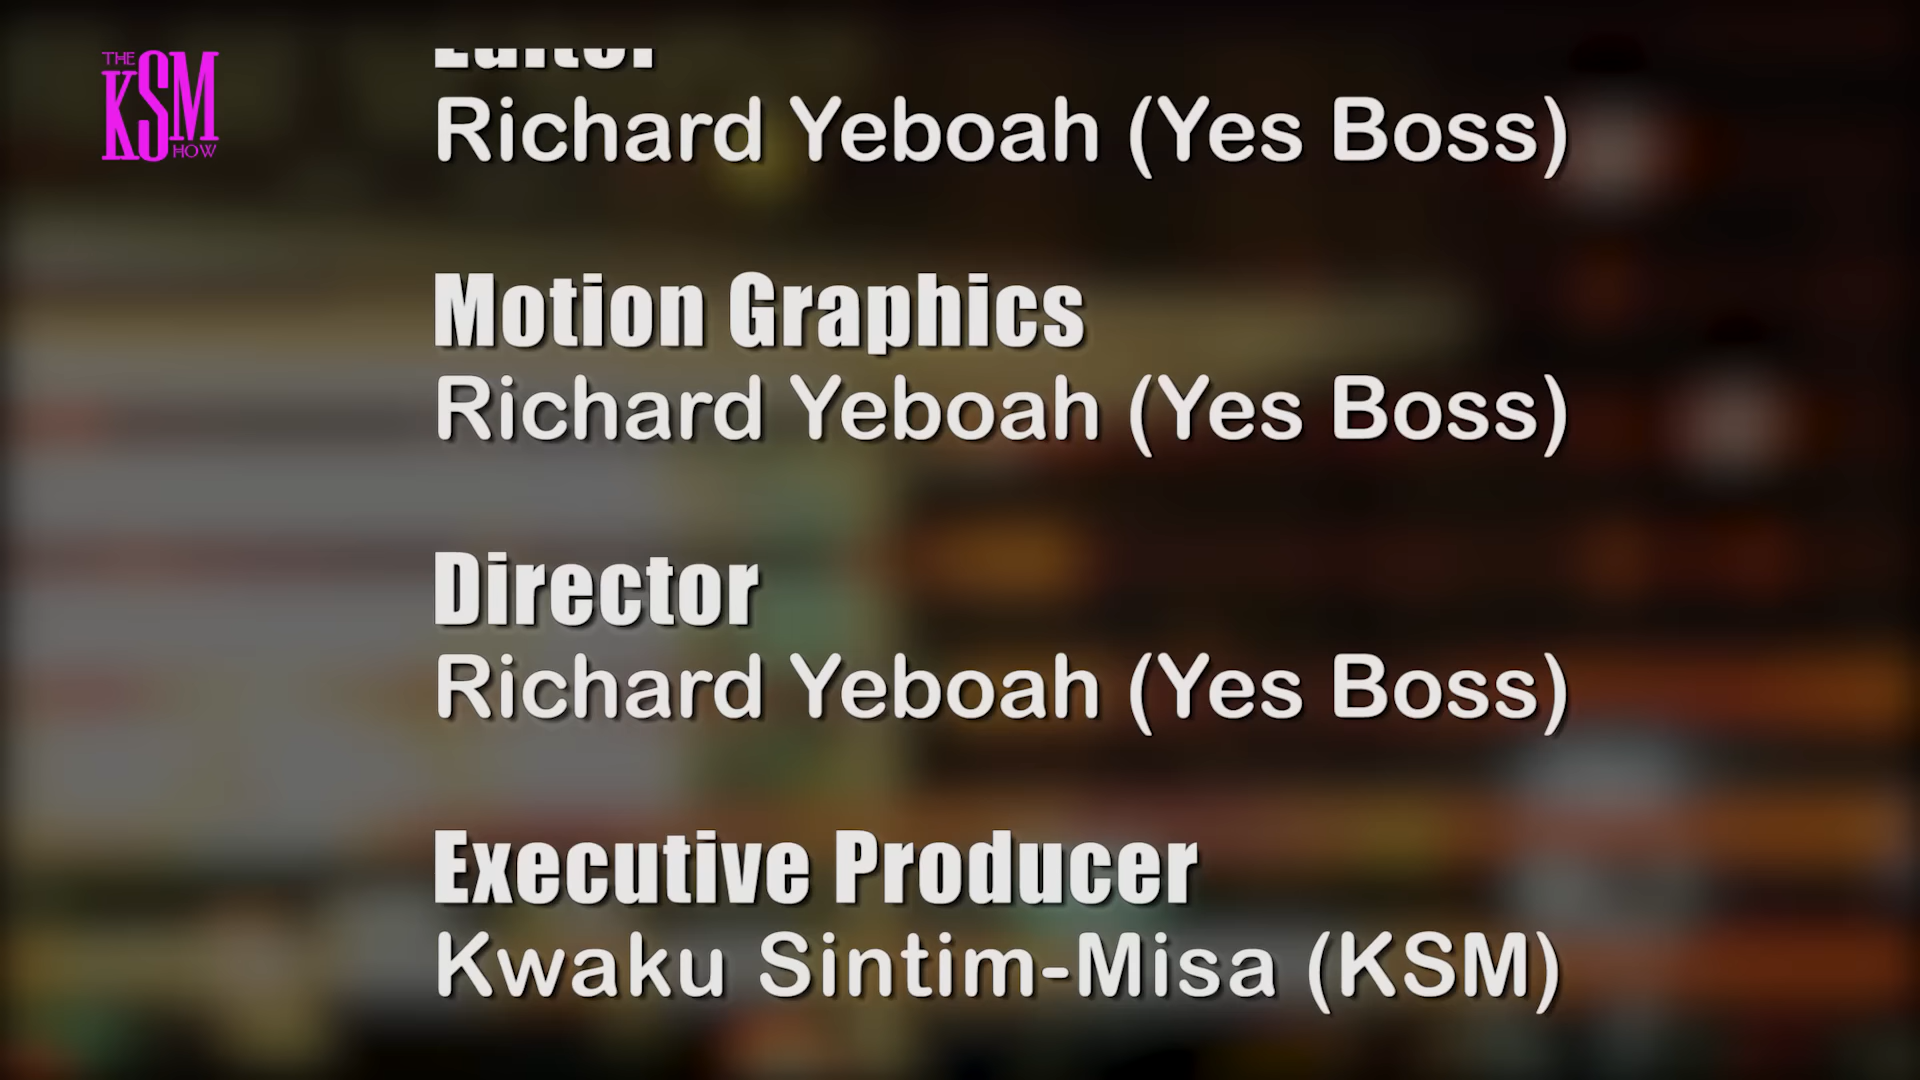 THE
KSM
SHOW
Editor
Richard Yeboah (Yes Boss)
Motion Graphics
Richard Yeboah (Yes Boss)
Director
Richard Yeboah (Yes Boss)
Executive Producer
Kwaku Sintim-Misa (KSM)